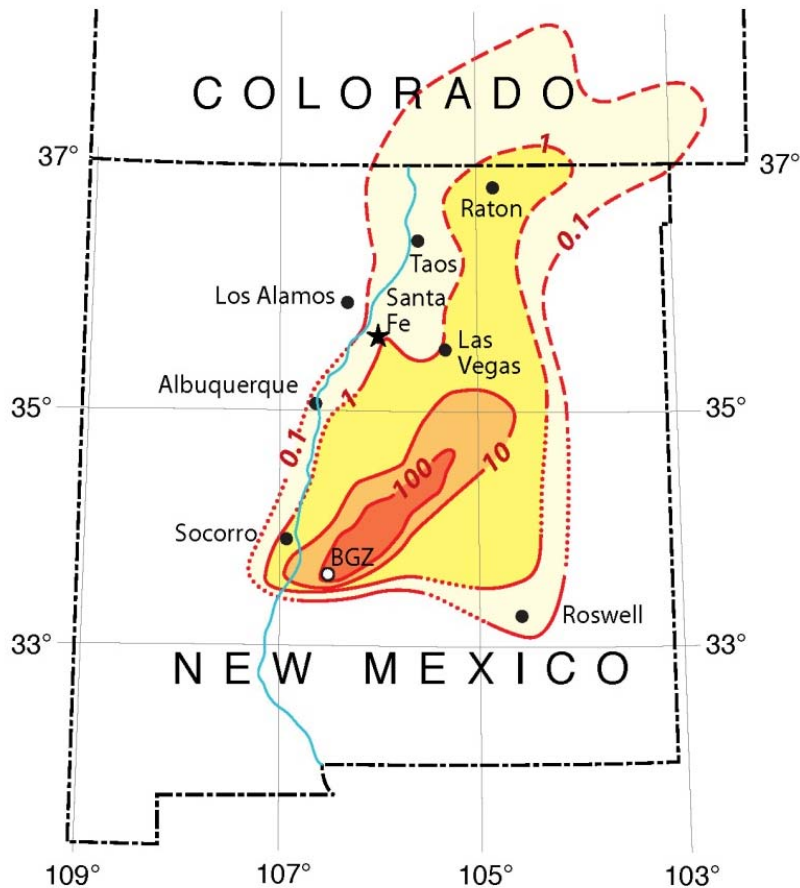 COLORADO
37°
37°
1
Raton
0.1
Taos
Los Alamos
Santa
Fe
Las
Vegas
Albuquerque
1
35°
35°
0.1
100
10
Socorro
BGZ
Roswell
33°
33°
NEW MEXICO
109°
107°
105°
103°